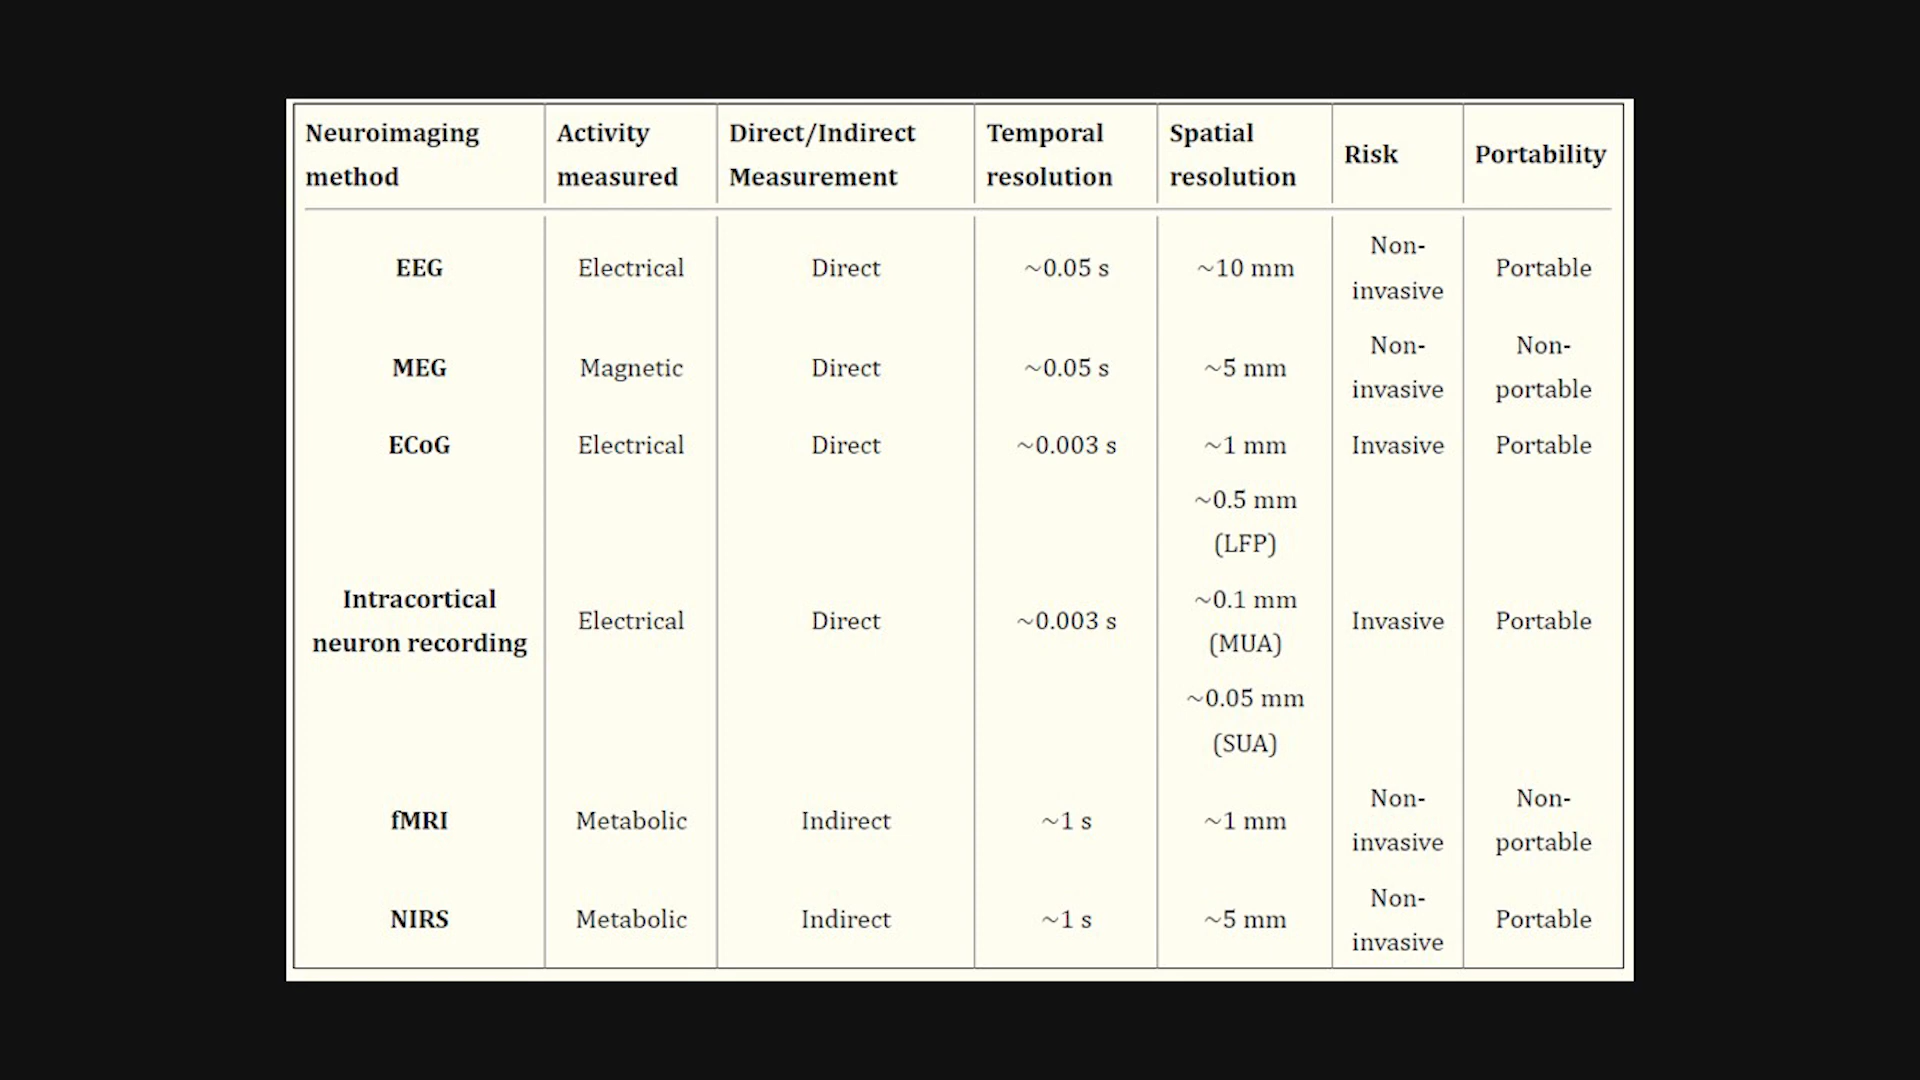 Neuroimaging method | Activity measured | Direct/Indirect Measurement | Temporal resolution | Spatial resolution | Risk | Portability
EEG | Electrical | Direct | ~0.05 s | ~10 mm | Non-invasive | Portable
MEG | Magnetic | Direct | ~0.05 s | ~5 mm | Non-invasive | Non-portable
ECoG | Electrical | Direct | ~0.003 s | ~1 mm | Invasive | Portable
Intracortical neuron recording | Electrical | Direct | ~0.003 s | ~0.5 mm (LFP) ~0.1 mm (MUA) ~0.05 mm (SUA) | Invasive | Portable
fMRI | Metabolic | Indirect | ~1 s | ~1 mm | Non-invasive | Non-portable
NIRS | Metabolic | Indirect | ~1 s | ~5 mm | Non-invasive | Portable